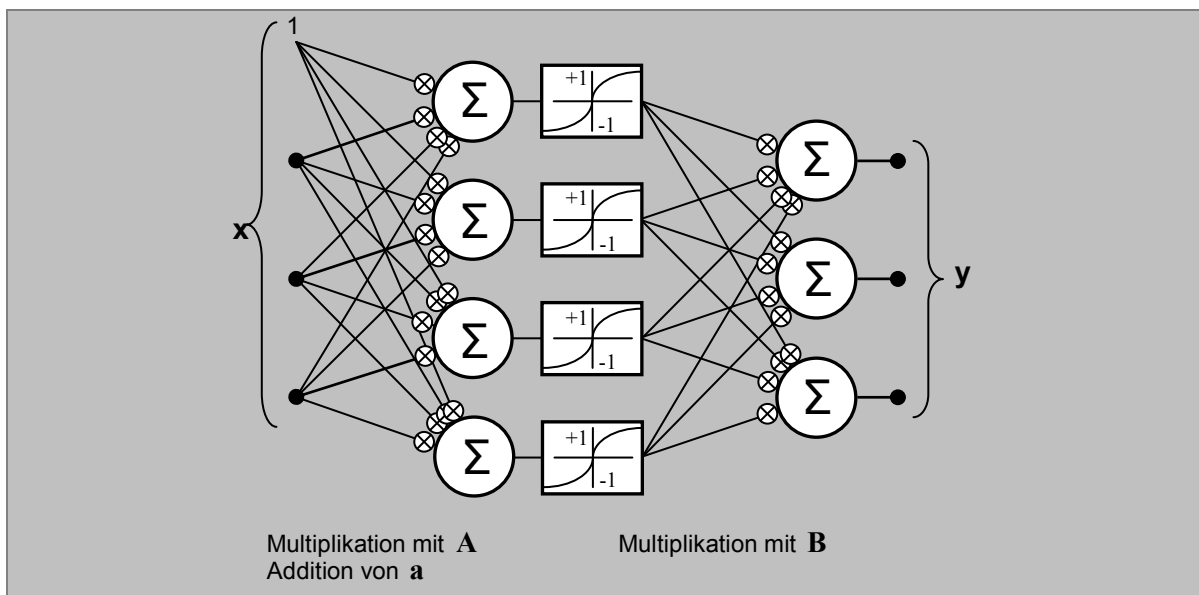 1
x
Σ
+1
-1
Σ
+1
-1
Σ
+1
-1
Σ
+1
-1
Σ
Σ
Σ
y
Multiplikation mit A
Addition von a
Multiplikation mit B